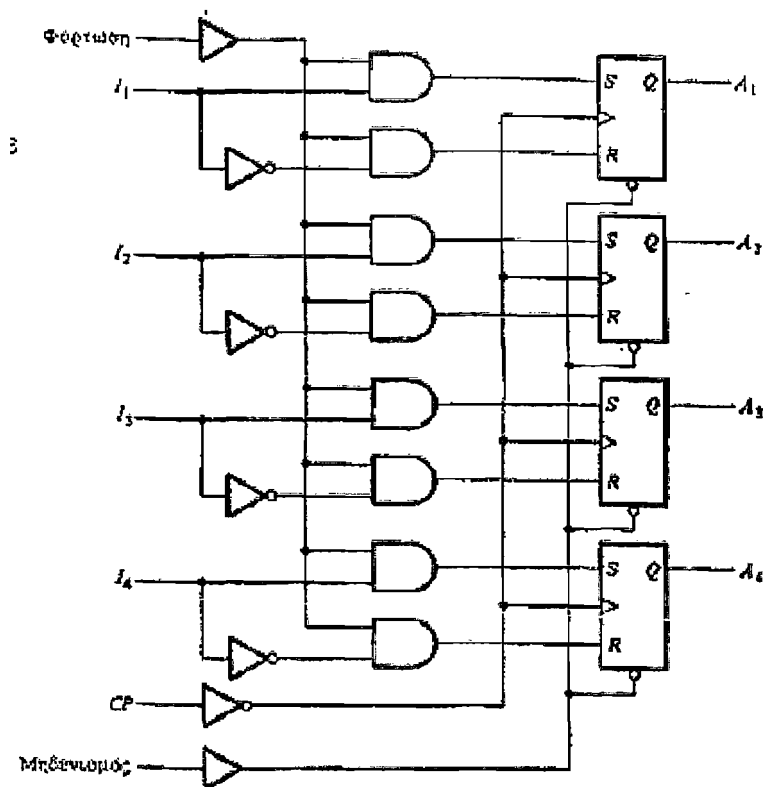 Φόρτωση
I₁
S Q A₁
R
I₂
S Q A₂
R
I₃
S Q A₃
R
I₄
S Q A₄
R
CP
Μηδενισμός